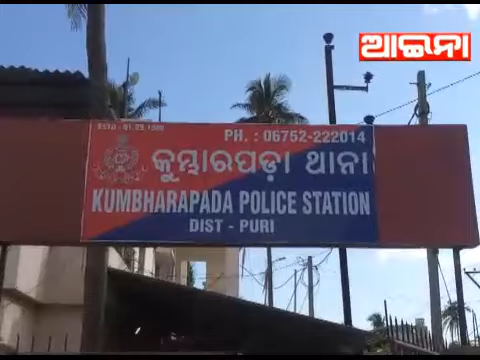 ଆଇନା
PH. : 06752-222014
କୁମ୍ଭାରପଡ଼ା ଥାନା
KUMBHARAPADA POLICE STATION
DIST - PURI